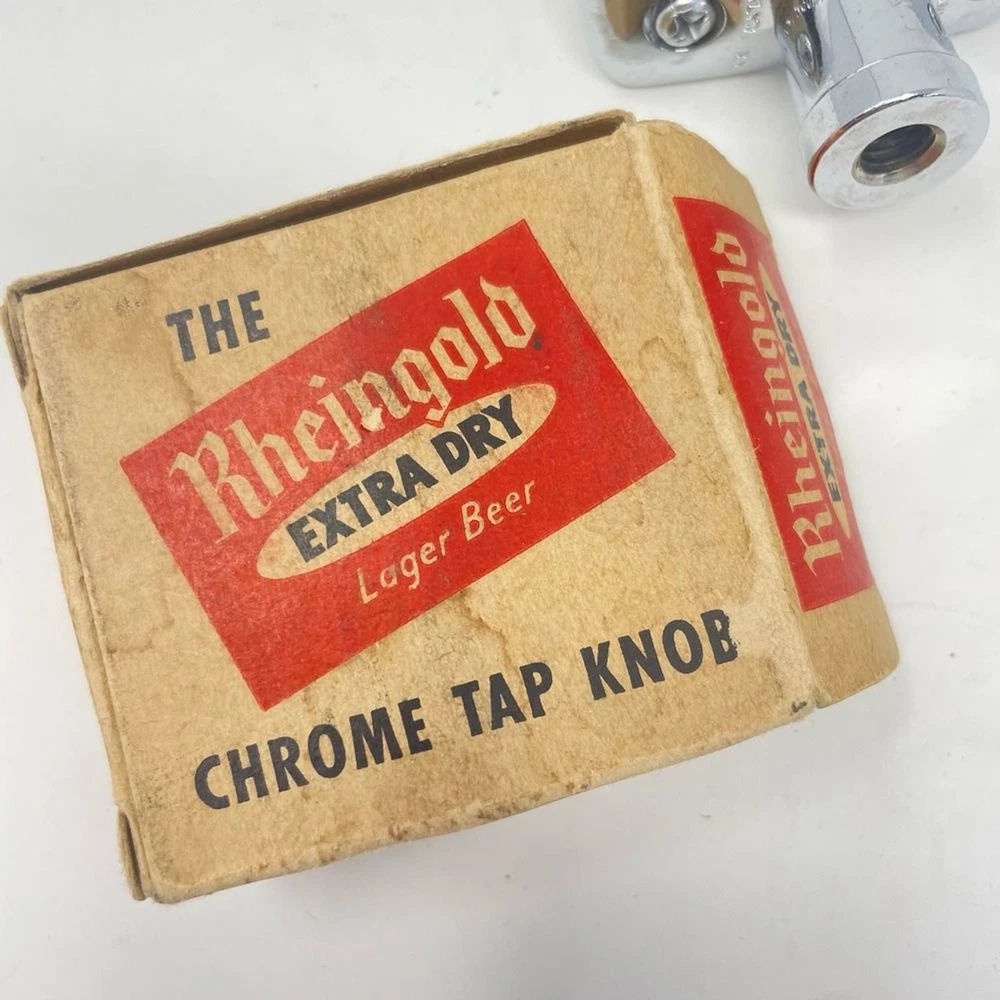 THE
Rheingold
EXTRA DRY
Lager Beer
CHROME TAP KNOB
Rheingold
EXTRA DRY